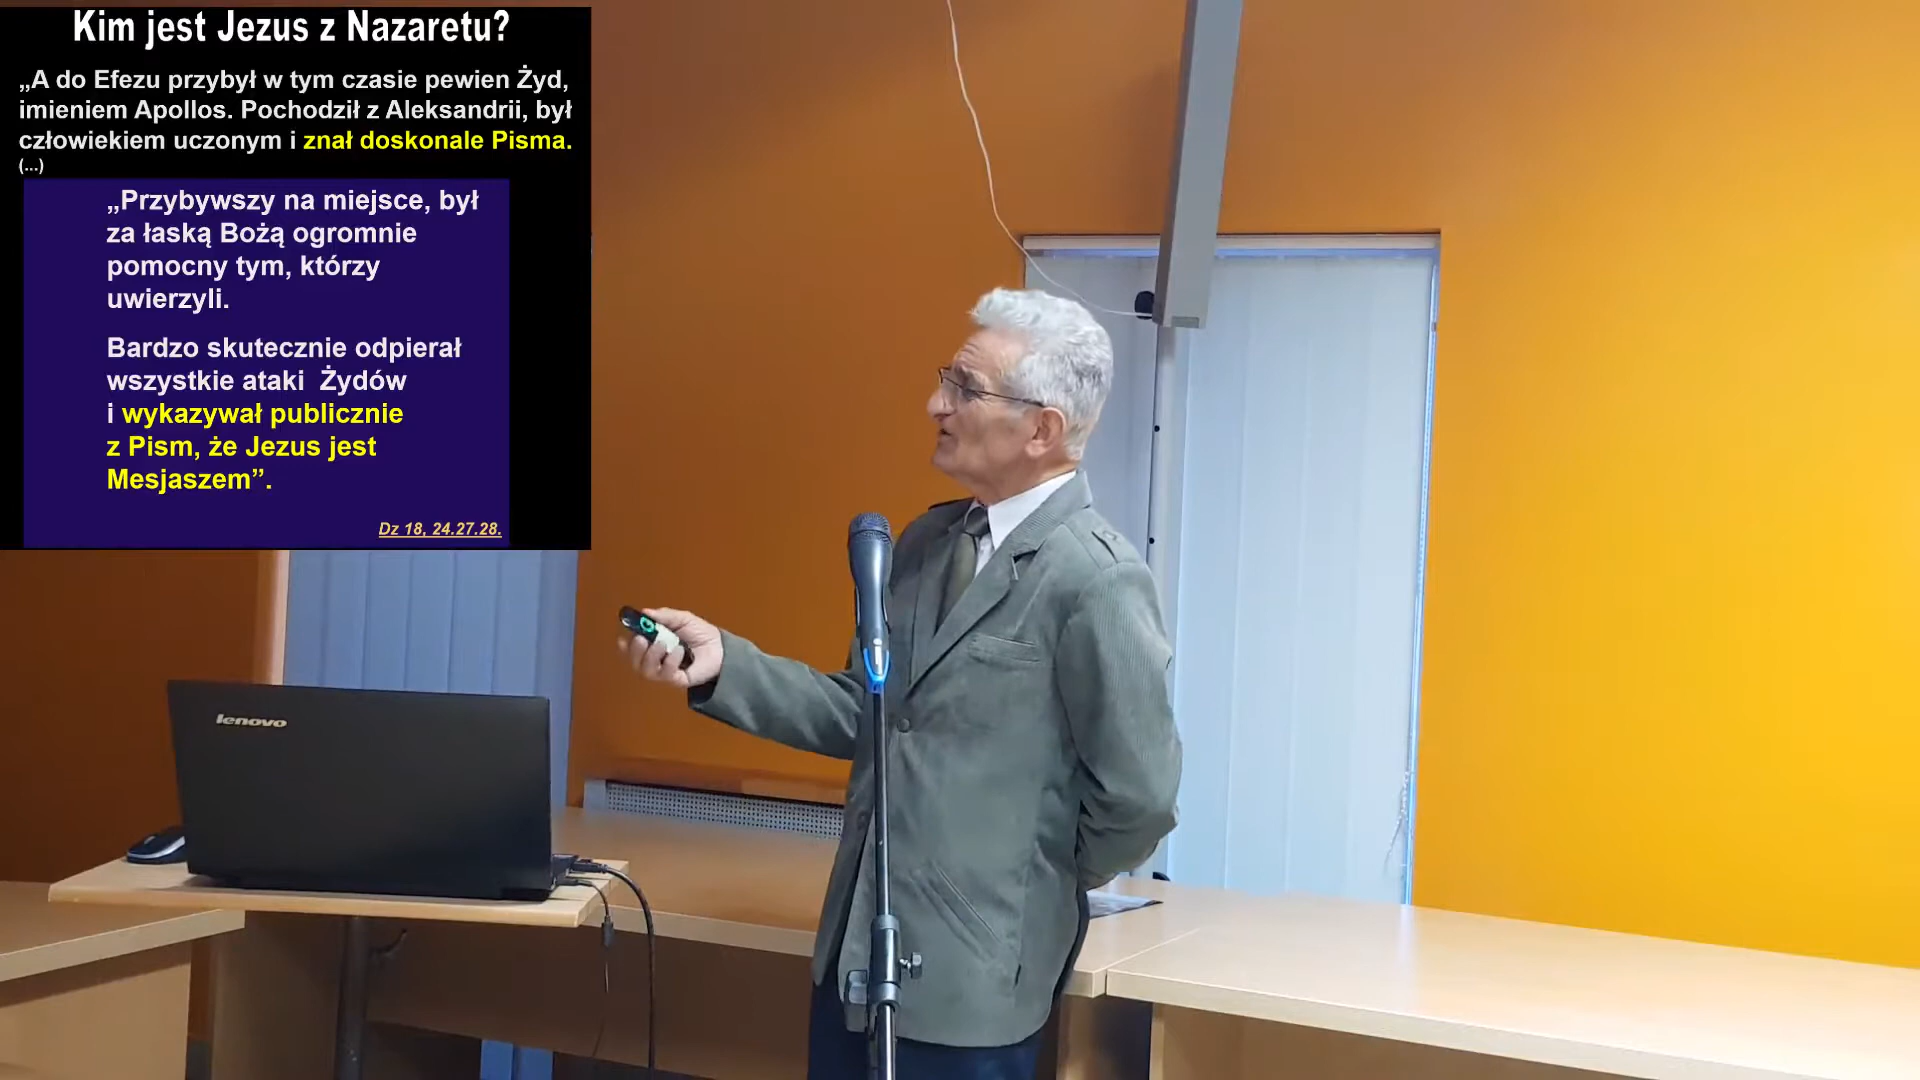 Kim jest Jezus z Nazaretu?
„A do Efezu przybył w tym czasie pewien Żyd,
imieniem Apollos. Pochodził z Aleksandrii, był
człowiekiem uczonym i znał doskonale Pisma.
(...)
„Przybywszy na miejsce, był
za łaską Bożą ogromnie
pomocny tym, którzy
uwierzyli.
Bardzo skutecznie odpierał
wszystkie ataki Żydów
i wykazywał publicznie
z Pism, że Jezus jest
Mesjaszem”.
Dz 18, 24.27.28.
lenovo